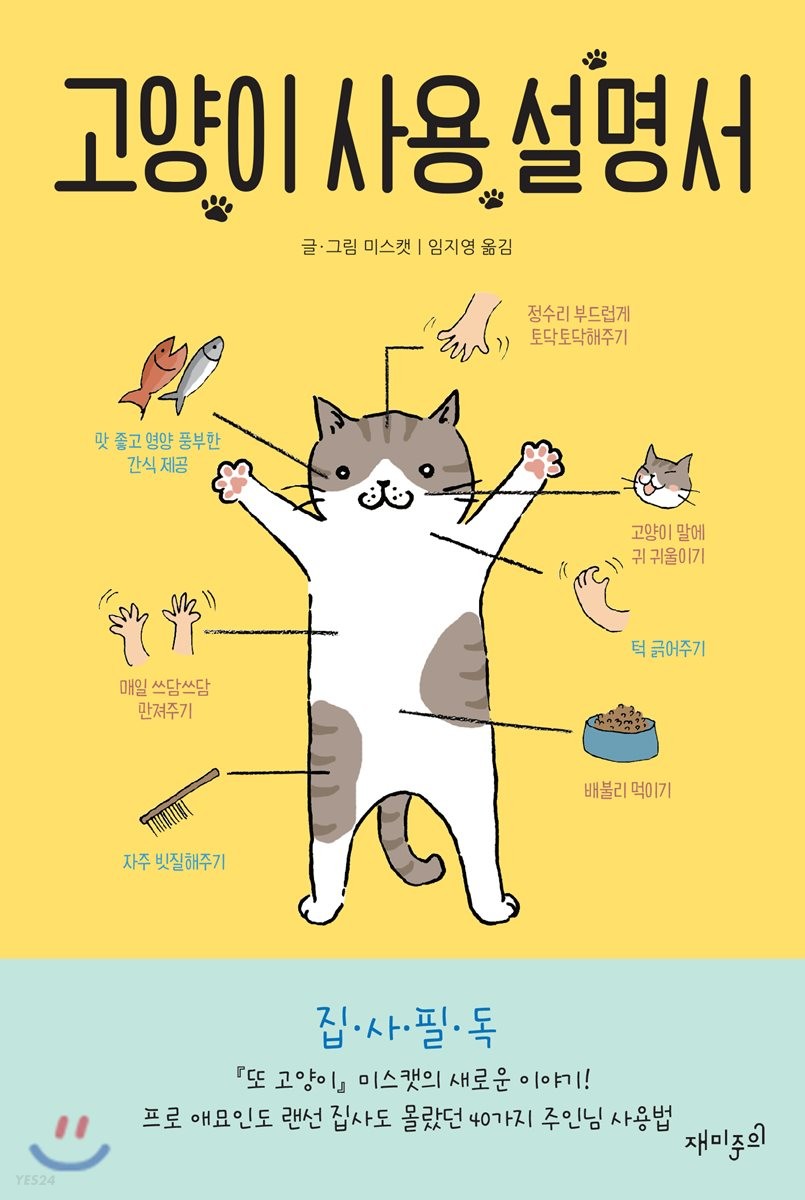 고양이 사용 설명서
글·그림 미스캣 | 임지영 옮김
정수리 부드럽게
토닥토닥해주기
맛 좋고 영양 풍부한
간식 제공
고양이 말에
귀 귀울이기
턱 긁어주기
매일 쓰담쓰담
만져주기
배불리 먹이기
자주 빗질해주기
집·사·필·독
『또 고양이』 미스캣의 새로운 이야기!
프로 애묘인도 랜선 집사도 몰랐던 40가지 주인님 사용법
재미주의
YES24